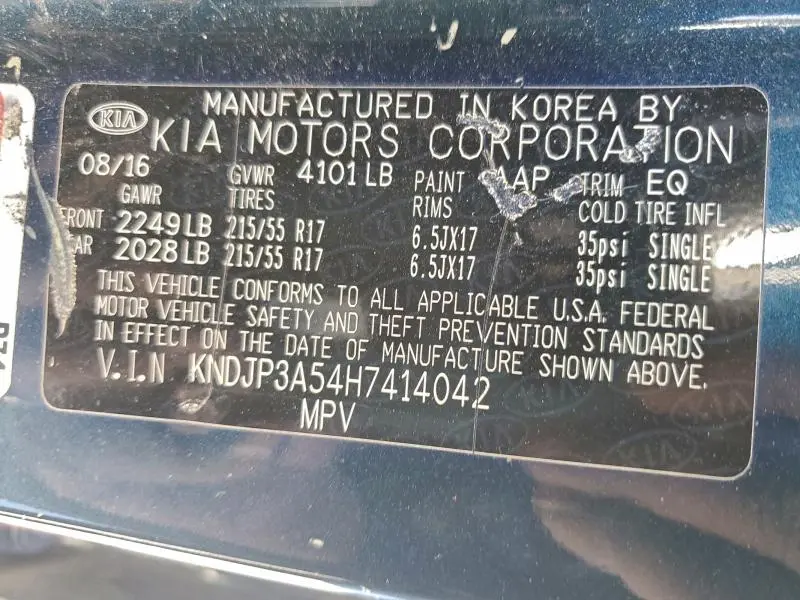 MANUFACTURED IN KOREA BY
KIA KIA MOTORS CORPORATION
08/16 GVWR 4101 LB PAINT AAP TRIM EQ
GAWR TIRES RIMS COLD TIRE INFL
FRONT 2249 LB 215/55 R17 6.5JX17 35psi SINGLE
2028 LB 215/55 R17 6.5JX17 35psi SINGLE
THIS VEHICLE CONFORMS TO ALL APPLICABLE U.S.A. FEDERAL
MOTOR VEHICLE SAFETY AND THEFT PREVENTION STANDARDS
IN EFFECT ON THE DATE OF MANUFACTURE SHOWN ABOVE.
V.I.N KNDJP3A54H7414042
MPV